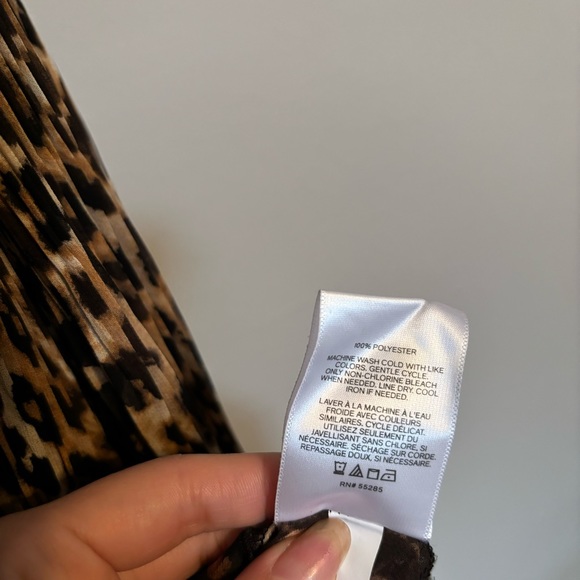 100% POLYESTER
MACHINE WASH COLD WITH LIKE
COLORS, GENTLE CYCLE
ONLY NON-CHLORINE BLEACH
WHEN NEEDED. LINE DRY. COOL
IRON IF NEEDED.
LAVER À LA MACHINE À L'EAU
FROIDE AVEC COULEURS
SIMILAIRES, CYCLE DÉLICAT.
UTILISEZ SEULEMENT DU
JAVELLISANT SANS CHLORE, SI
NÉCESSAIRE. SÉCHAGE SUR CORDE.
REPASSAGE DOUX, SI NÉCESSAIRE.
RN# 55285